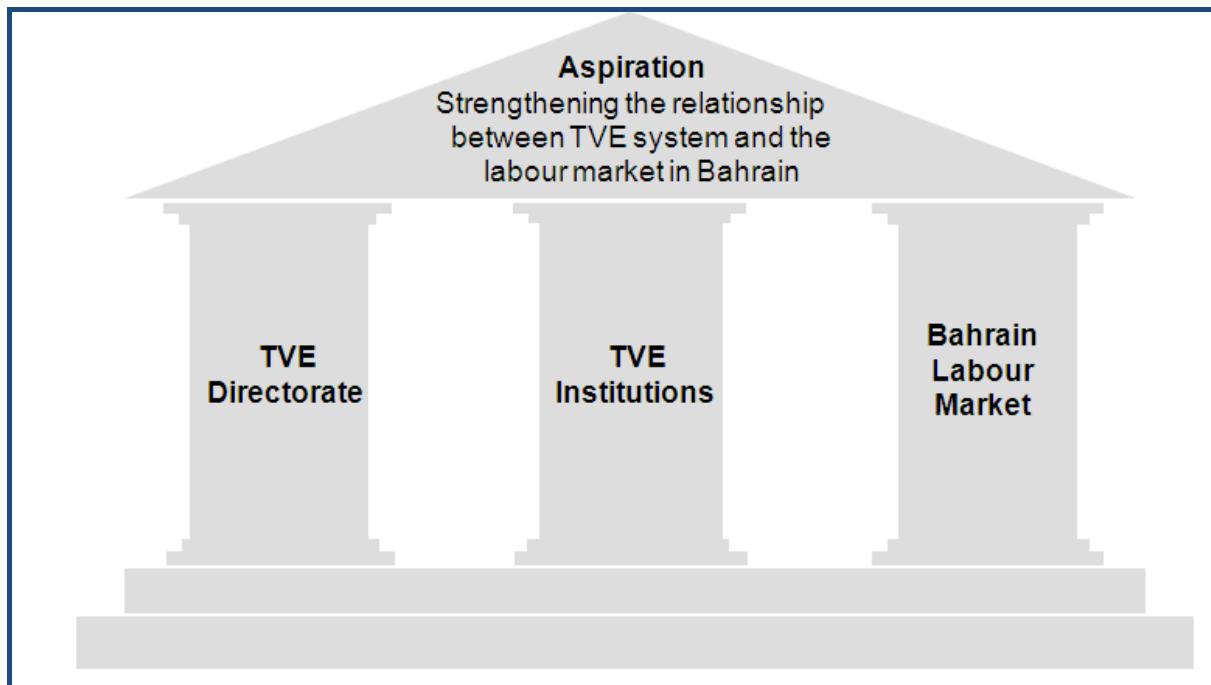 Aspiration
Strengthening the relationship
between TVE system and the
labour market in Bahrain
TVE
Directorate
TVE
Institutions
Bahrain
Labour
Market